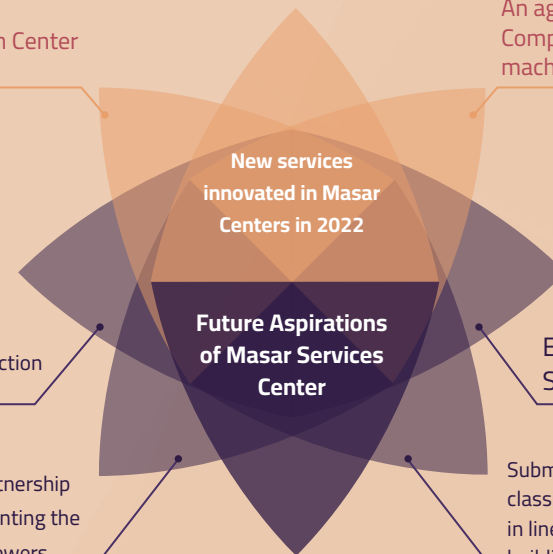 An
Center
Comp
mach
New services
innovated in Masar
Centers in 2022
Future Aspirations
of Masar Services
Center
ction
E
S
tnership
nting the
Subm
class
in line